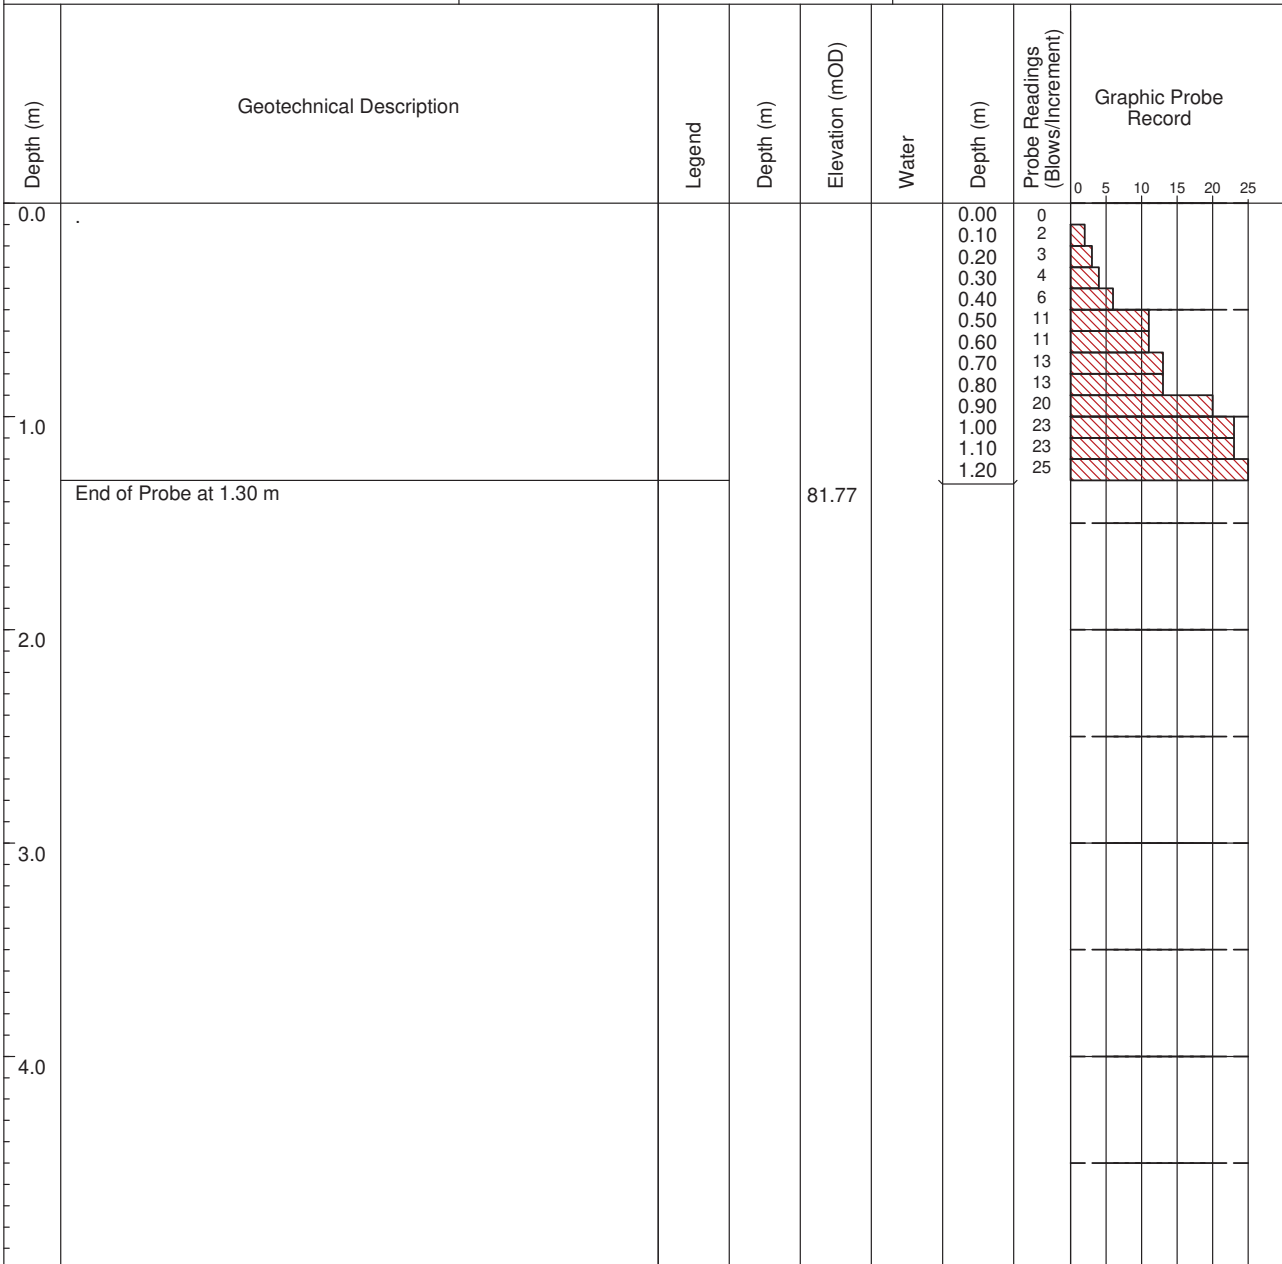 Depth (m)
Geotechnical Description
Legend
Depth (m)
Elevation (mOD)
Water
Depth (m)
Probe Readings
(Blows/Increment)
Graphic Probe
Record
0 5 10 15 20 25
0.0 . 0.00 0
0.10 2
0.20 3
0.30 4
0.40 6
0.50 11
0.60 11
0.70 13
0.80 13
0.90 20
1.0 1.00 23
1.10 23
1.20 25
End of Probe at 1.30 m 81.77
2.0
3.0
4.0